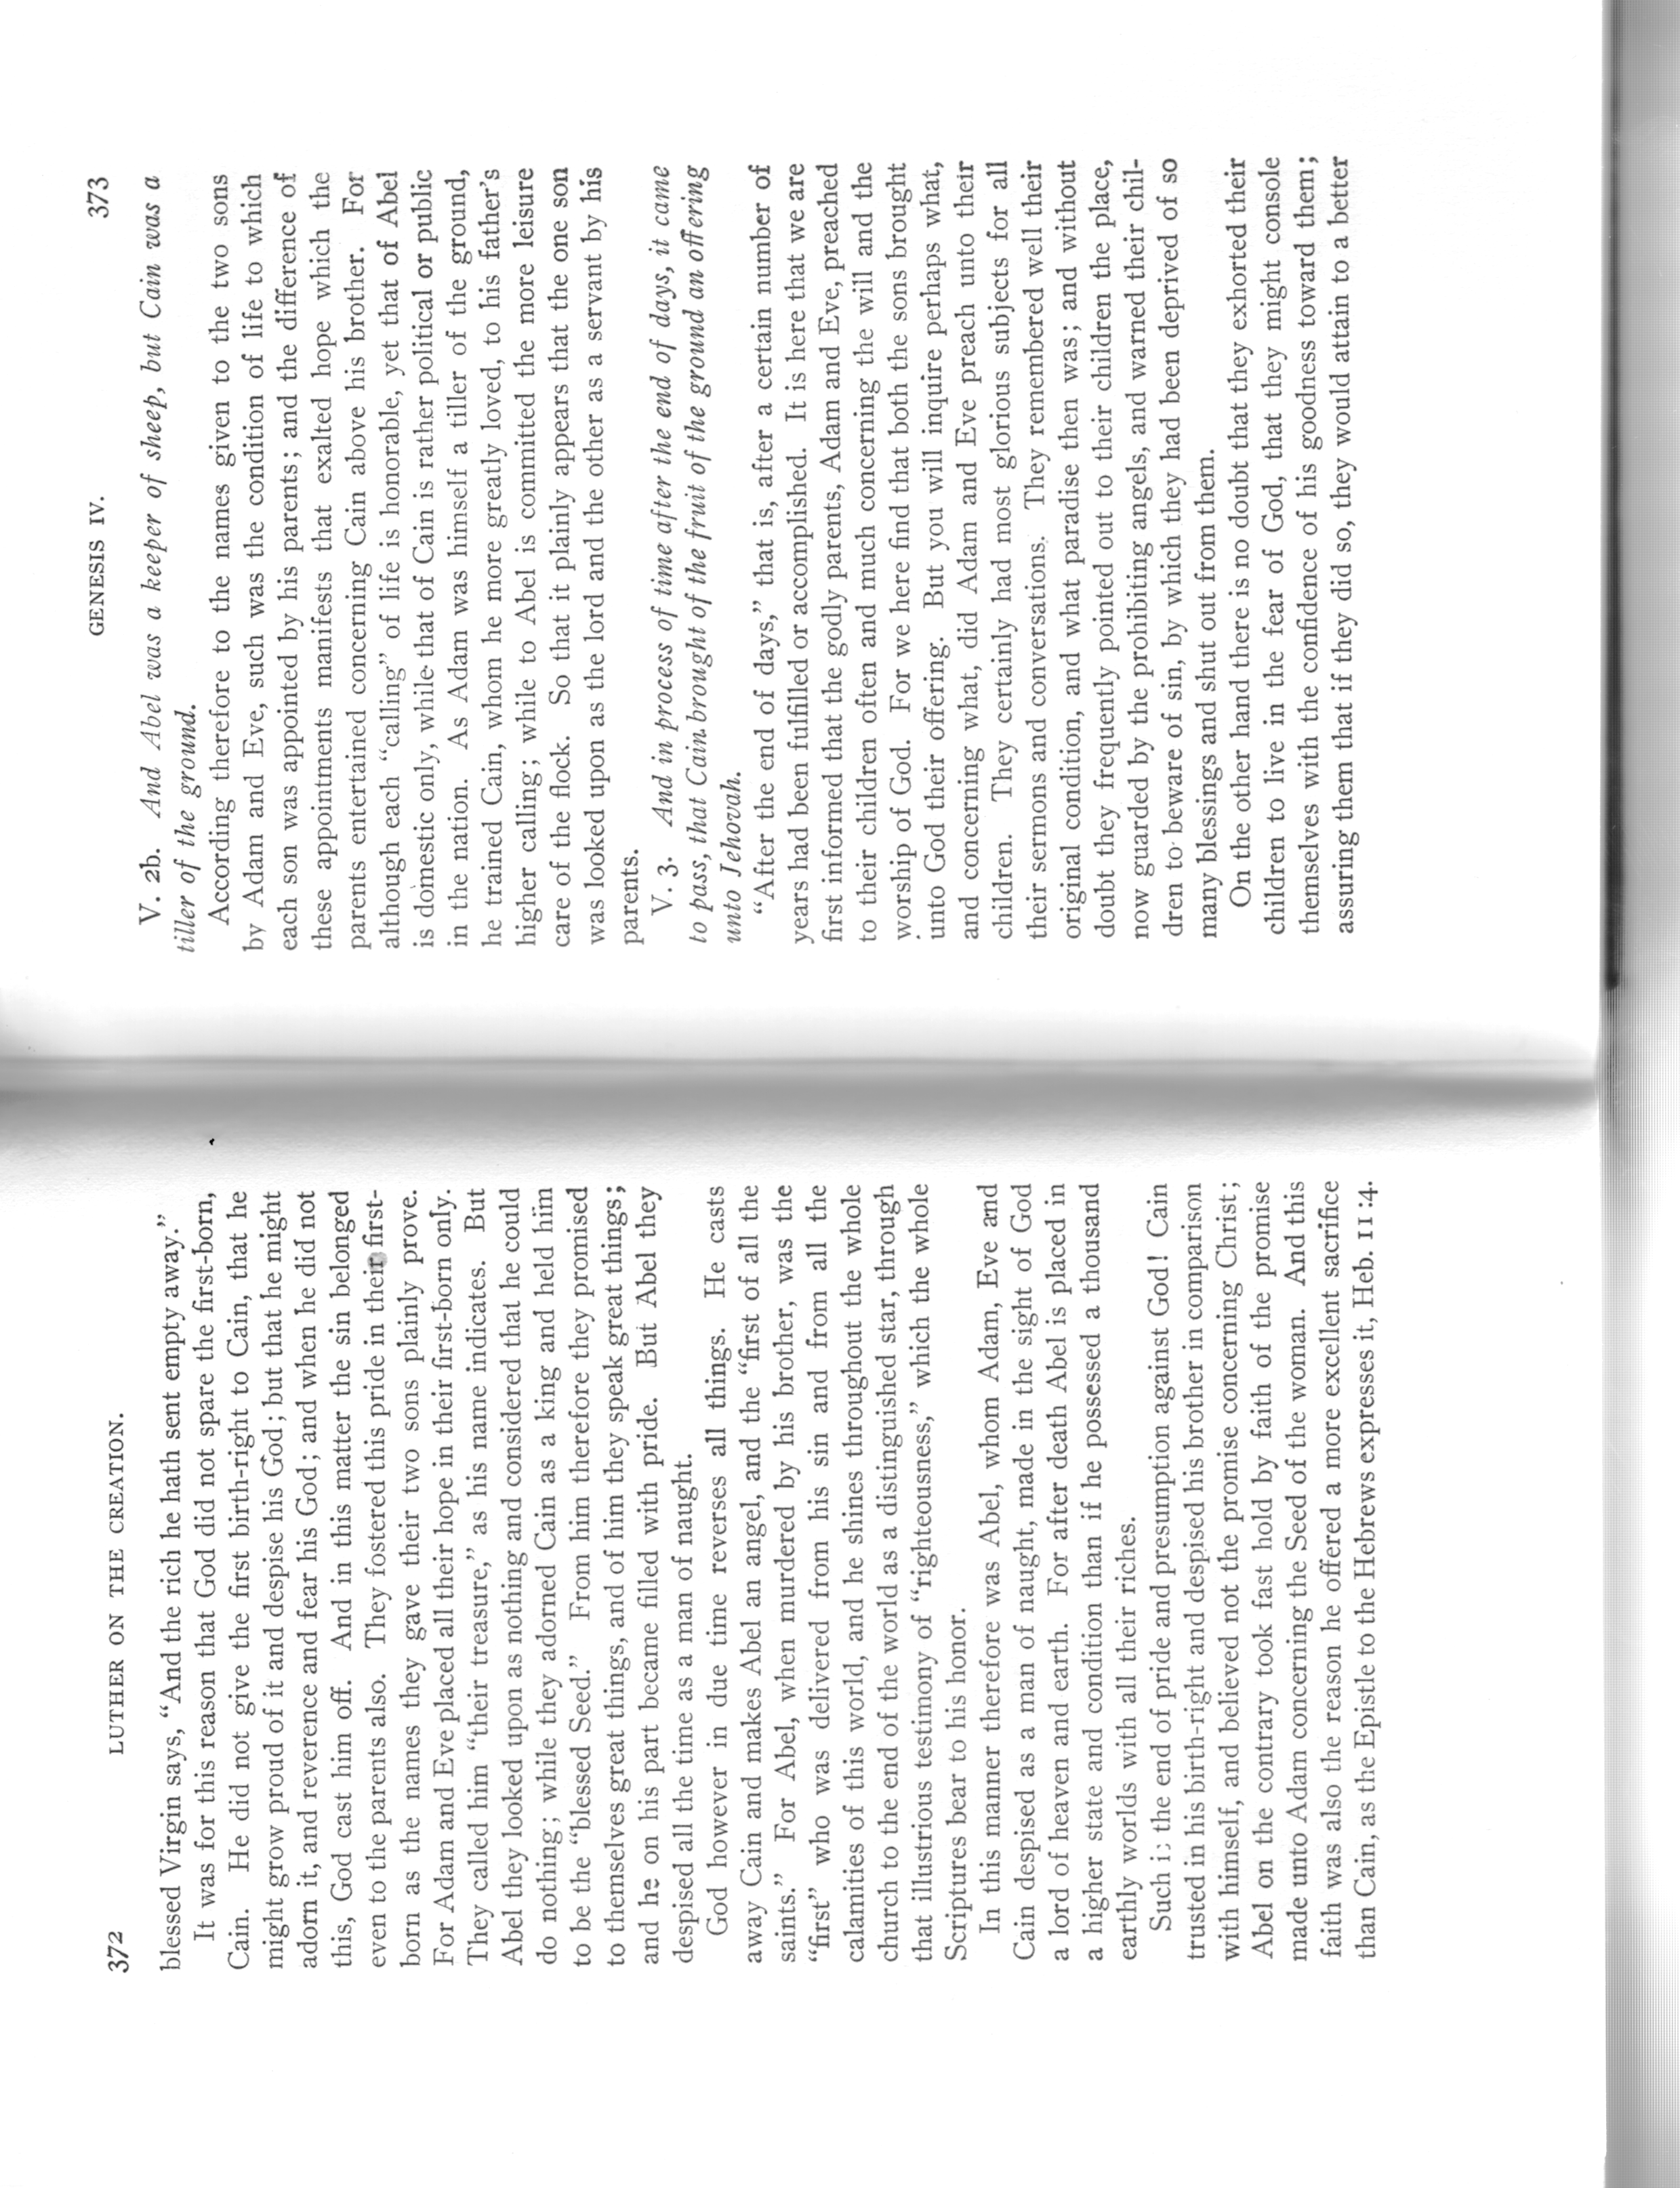 372 LUTHER ON THE CREATION.
blessed Virgin says, “And the rich he hath sent empty away.”
It was for this reason that God did not spare the first-born,
Cain. He did not give the first birth-right to Cain, that he
might grow proud of it and despise his God; but that he might
adorn it, and reverence and fear his God; and when he did not
this, God cast him off. And in this matter the sin belonged
even to the parents also. They fostered this pride in their first-
born as the names they gave their two sons plainly prove.
For Adam and Eve placed all their hope in their first-born only.
They called him “their treasure,” as his name indicates. But
Abel they looked upon as nothing and considered that he could
do nothing; while they adorned Cain as a king and held him
to be the “blessed Seed.” From him therefore they promised
to themselves great things, and of him they speak great things;
and he on his part became filled with pride. But Abel they
despised all the time as a man of naught.
God however in due time reverses all things. He casts
away Cain and makes Abel an angel, and the “first of all the
saints.” For Abel, when murdered by his brother, was the
“first” who was delivered from his sin and from all the
calamities of this world, and he shines throughout the whole
church to the end of the world as a distinguished star, through
that illustrious testimony of “righteousness,” which the whole
Scriptures bear to his honor.
In this manner therefore was Abel, whom Adam, Eve and
Cain despised as a man of naught, made in the sight of God
a lord of heaven and earth. For after death Abel is placed in
a higher state and condition than if he possessed a thousand
earthly worlds with all their riches.
Such is the end of pride and presumption against God! Cain
trusted in his birth-right and despised his brother in comparison
with himself, and believed not the promise concerning Christ;
Abel on the contrary took fast hold by faith of the promise
made unto Adam concerning the Seed of the woman. And this
faith was also the reason he offered a more excellent sacrifice
than Cain, as the Epistle to the Hebrews expresses it, Heb. 11:4.
GENESIS IV. 373
V. 2b. And Abel was a keeper of sheep, but Cain was a
tiller of the ground.
According therefore to the names given to the two sons
by Adam and Eve, such was the condition of life to which
each son was appointed by his parents; and the difference of
these appointments manifests that exalted hope which the
parents entertained concerning Cain above his brother. For
although each “calling” of life is honorable, yet that of Abel
is domestic only, while that of Cain is rather political or public
in the nation. As Adam was himself a tiller of the ground,
he trained Cain, whom he more greatly loved, to his father’s
higher calling; while to Abel is committed the more leisure
care of the flock. So that it plainly appears that the one son
was looked upon as the lord and the other as a servant by his
parents.
V. 3. And in process of time after the end of days, it came
to pass, that Cain brought of the fruit of the ground an offering
unto Jehovah.
“After the end of days,” that is, after a certain number of
years had been fulfilled or accomplished. It is here that we are
first informed that the godly parents, Adam and Eve, preached
to their children often and much concerning the will and the
worship of God. For we here find that both the sons brought
unto God their offering. But you will inquire perhaps what,
and concerning what, did Adam and Eve preach unto their
children. They certainly had most glorious subjects for all
their sermons and conversations. They remembered well their
original condition, and what paradise then was; and without
doubt they frequently pointed out to their children the place,
now guarded by the prohibiting angels, and warned their chil-
dren to beware of sin, by which they had been deprived of so
many blessings and shut out from them.
On the other hand there is no doubt that they exhorted their
children to live in the fear of God, that they might console
themselves with the confidence of his goodness toward them;
assuring them that if they did so, they would attain to a better